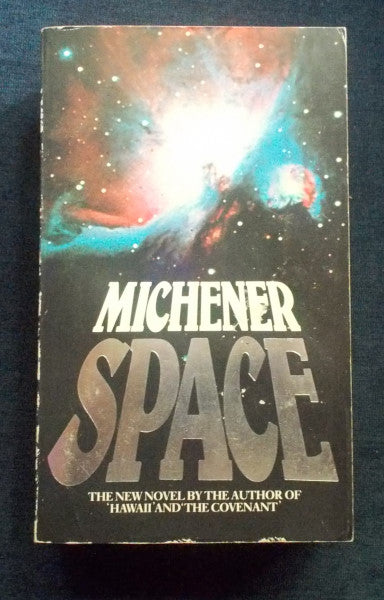 MICHENER
SPACE
THE NEW NOVEL BY THE AUTHOR OF
'HAWAII' AND 'THE COVENANT'